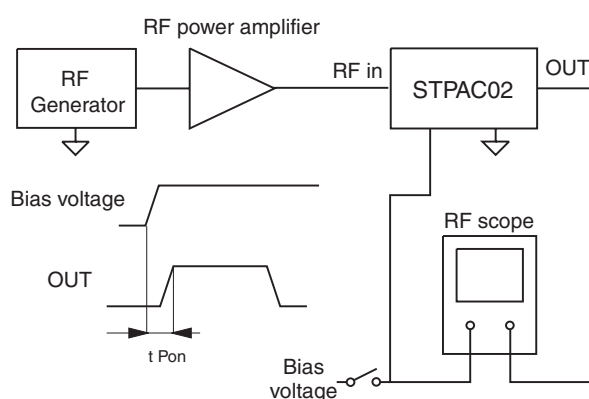 RF power amplifier
RF
Generator
RF in
STPAC02
OUT
Bias voltage
OUT
t Pon
RF scope
Bias
voltage